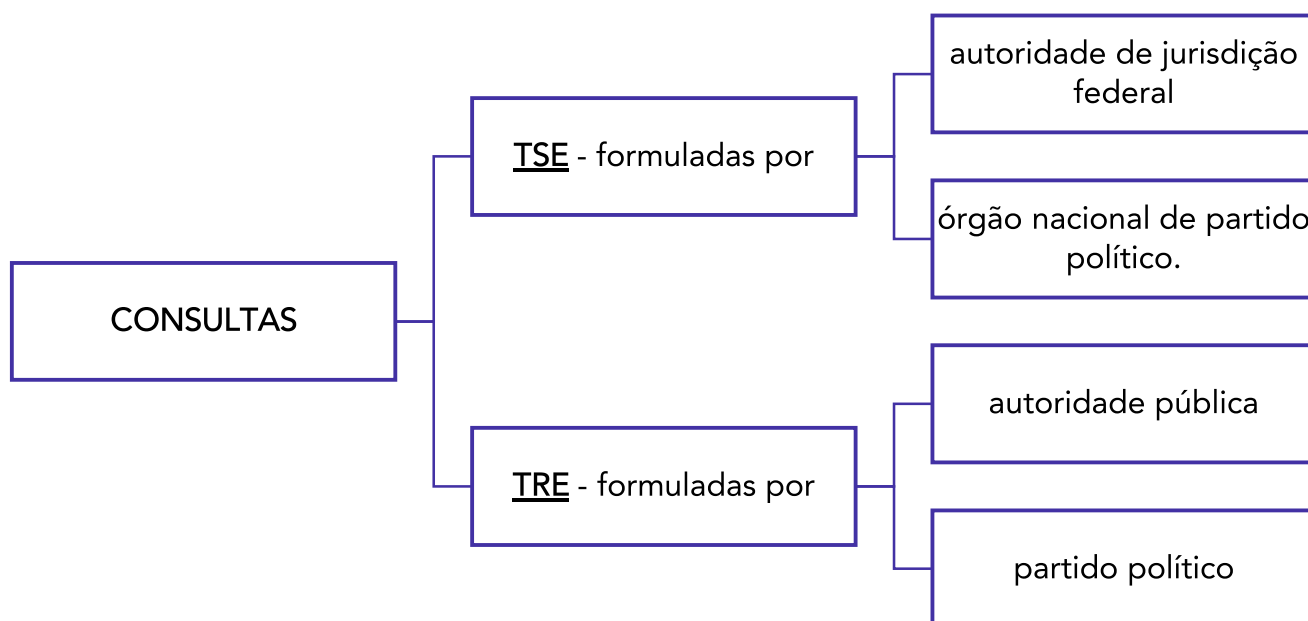 CONSULTAS
TSE - formuladas por
autoridade de jurisdição
federal
órgão nacional de partido
político.
TRE - formuladas por
autoridade pública
partido político